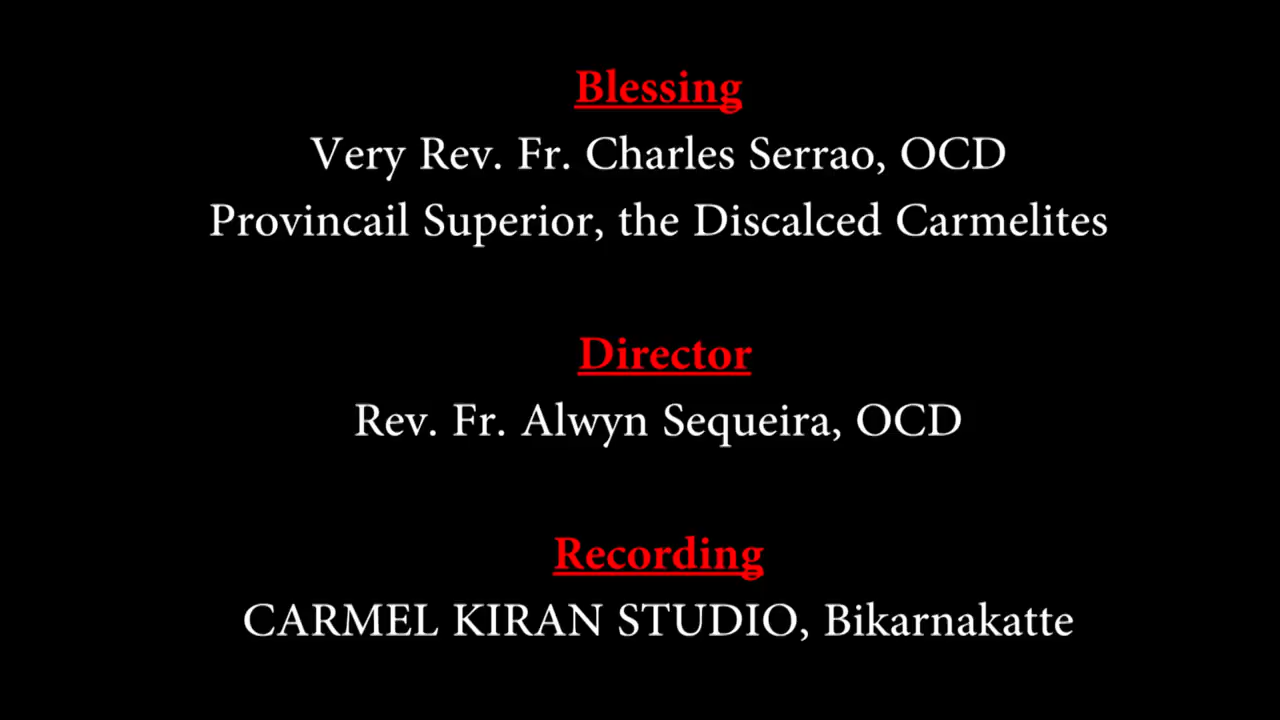 Blessing
Very Rev. Fr. Charles Serrao, OCD
Provincail Superior, the Discalced Carmelites
Director
Rev. Fr. Alwyn Sequeira, OCD
Recording
CARMEL KIRAN STUDIO, Bikarnakatte